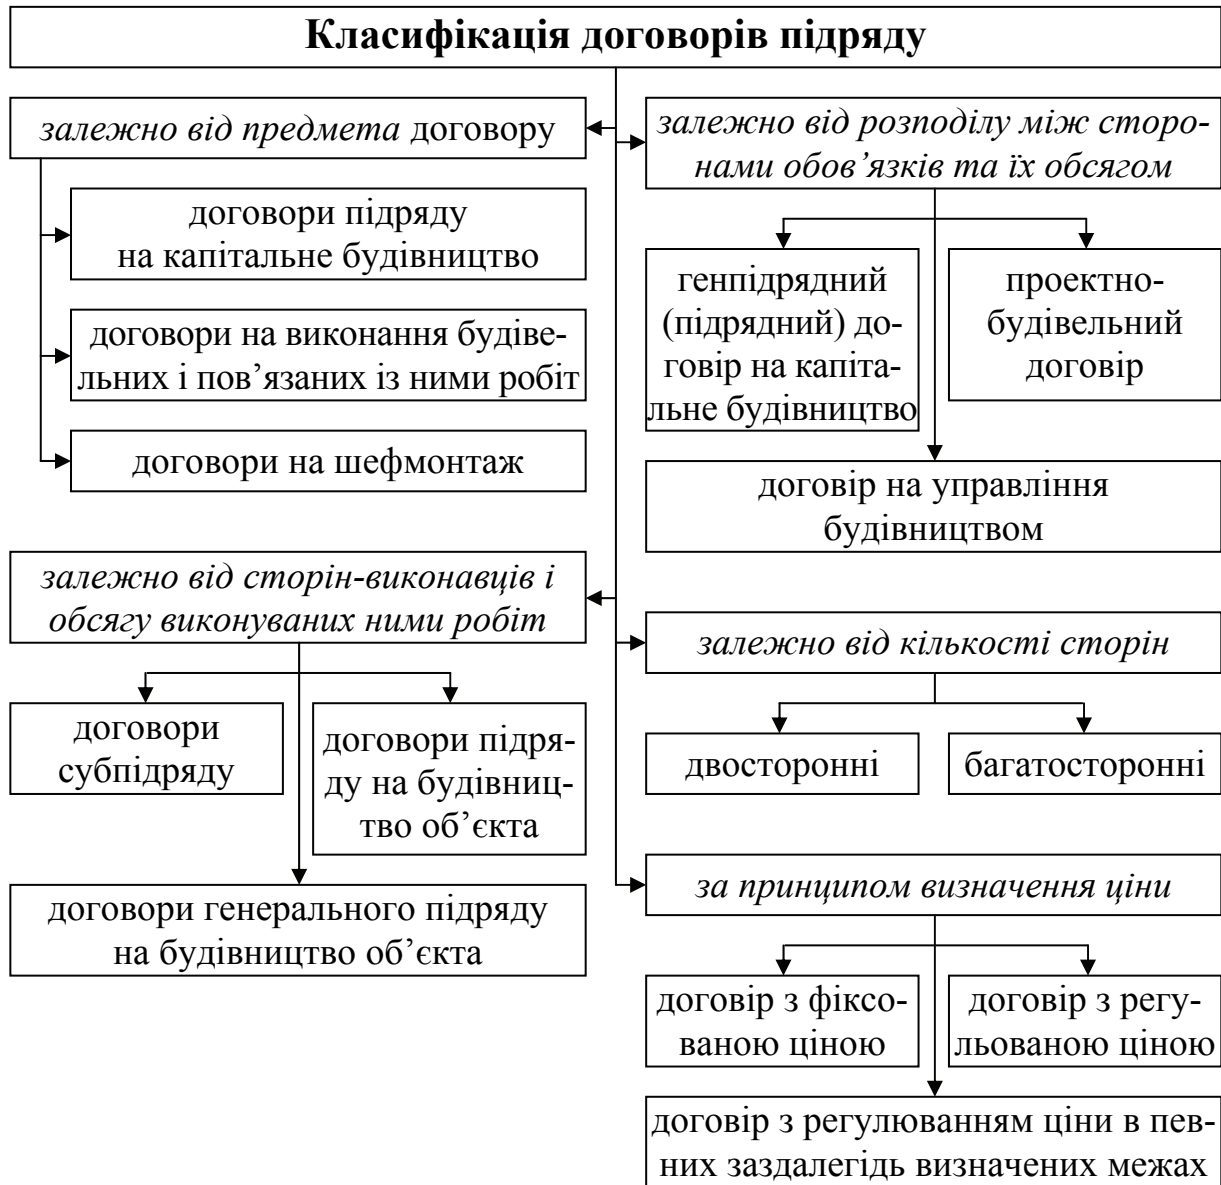 Класифікація договорів підряду
залежно від предмета договору
договори підряду
на капітальне будівництво
договори на виконання будіве-
льних і пов’язаних із ними робіт
договори на шефмонтаж
залежно від розподілу між сторо-
нами обов’язків та їх обсягом
генпідрядний
(підрядний) до-
говір на капіта-
льне будівництво
проектно-
будівельний
договір
договір на управління
будівництвом
залежно від сторін-виконавців і
обсягу виконуваних ними робіт
договори
субпідряду
договори підря-
ду на будівниц-
тво об’єкта
договори генерального підряду
на будівництво об’єкта
залежно від кількості сторін
двосторонні
багатосторонні
за принципом визначення ціни
договір з фіксо-
ваною ціною
договір з регу-
льованою ціною
договір з регулюванням ціни в пев-
них заздалегідь визначених межах